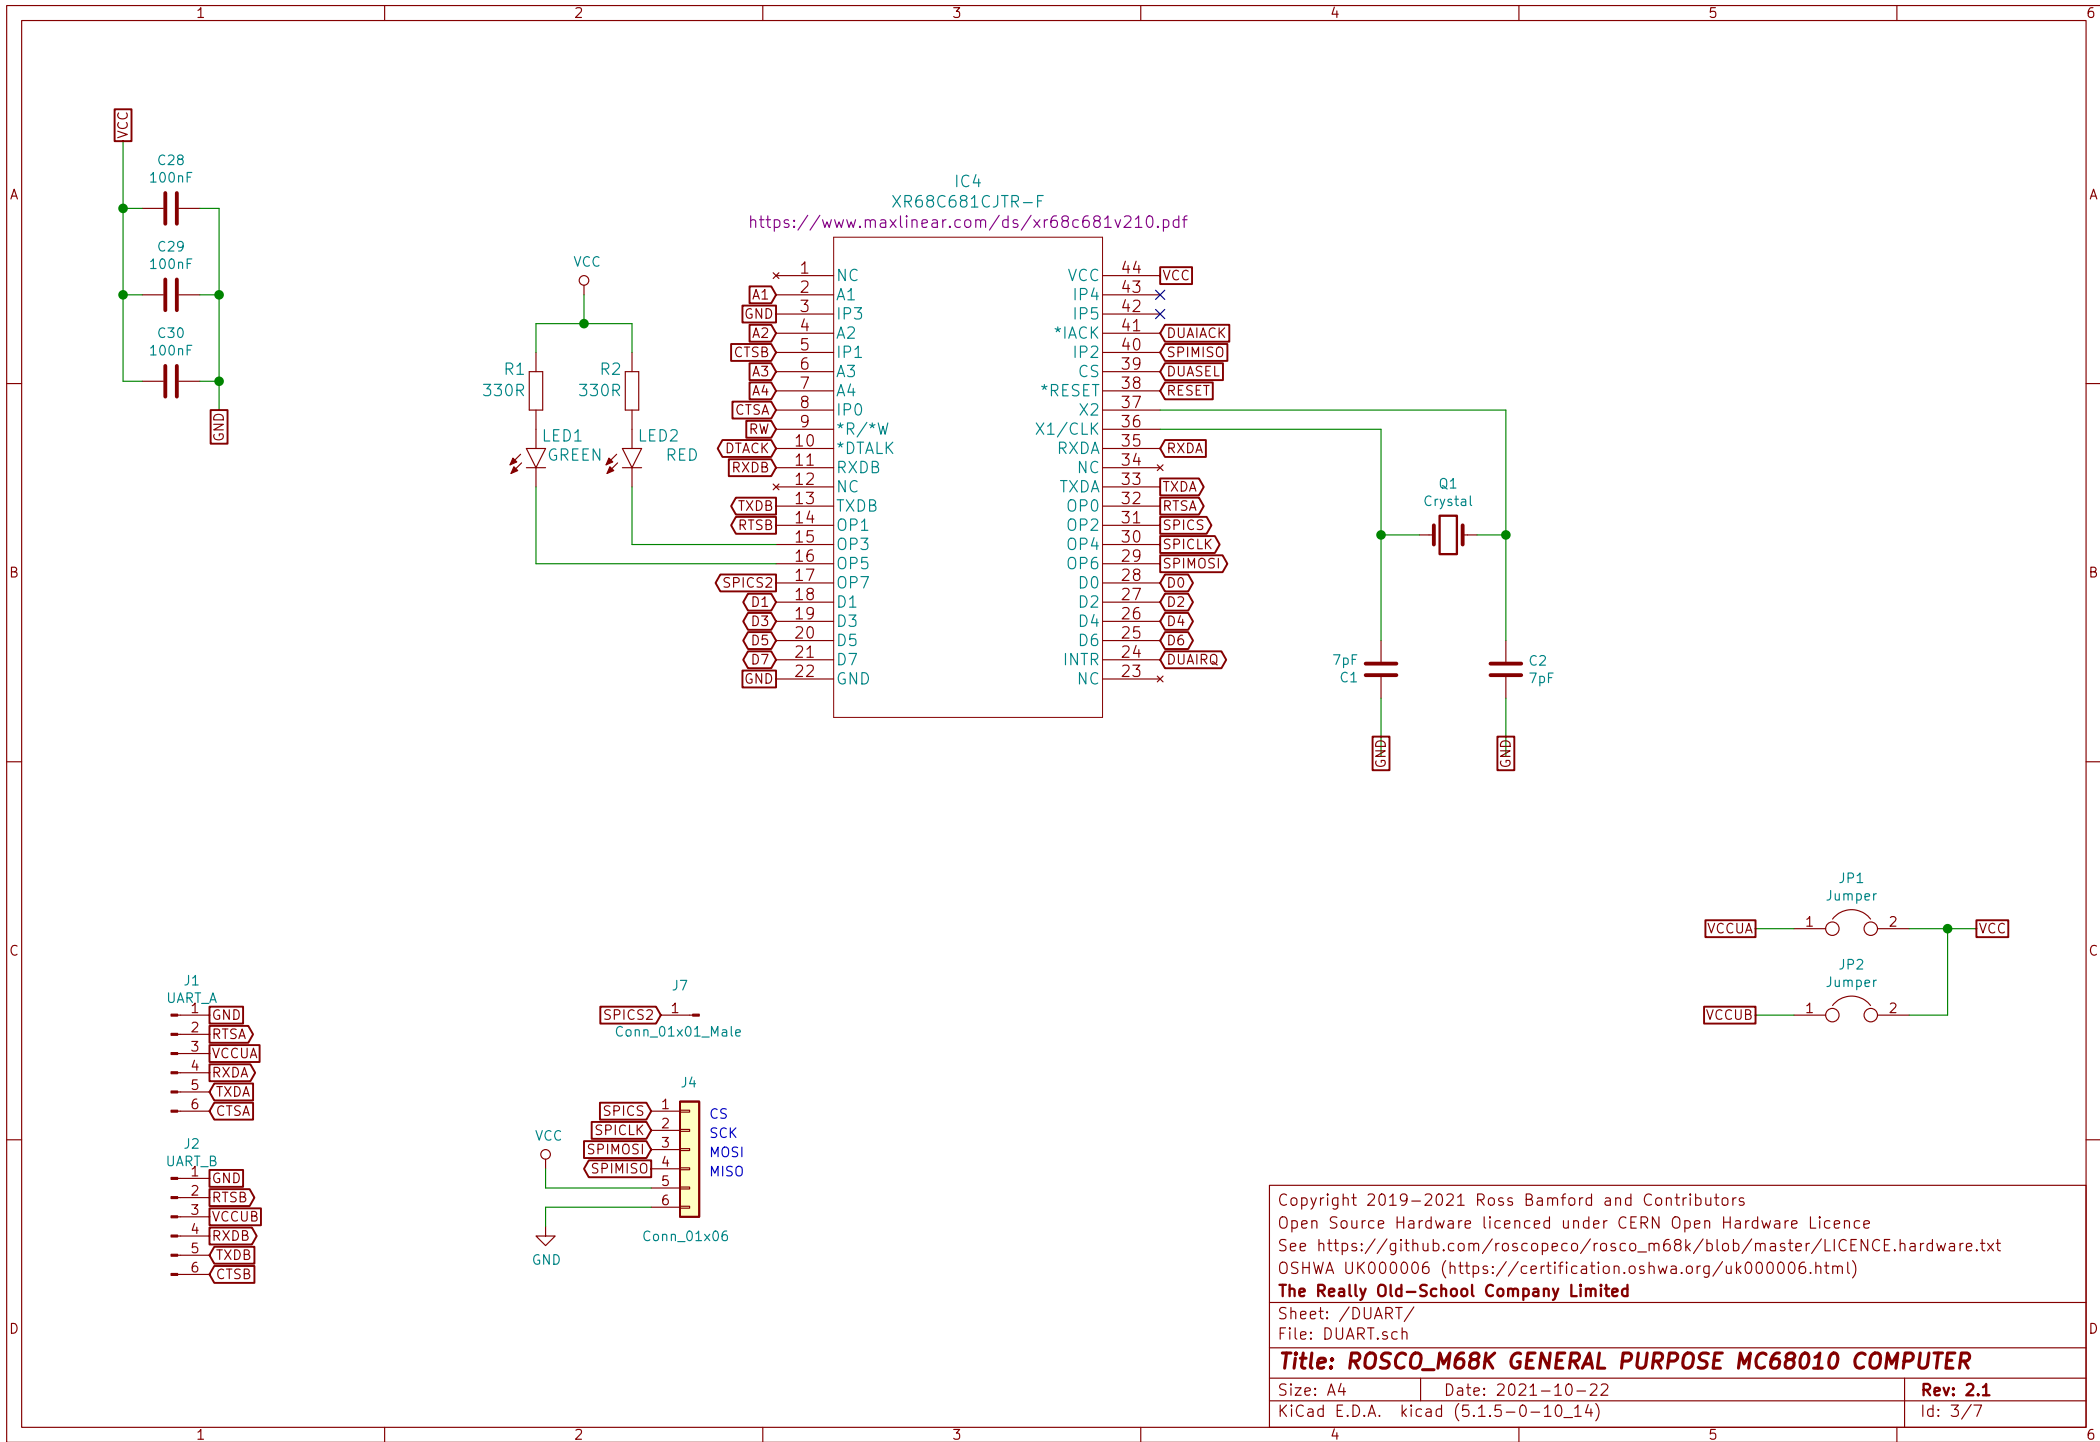 1 2 3 4 5 6
A A
B B
C C
D D
VCC
C28
100nF
C29
100nF
C30
100nF
GND
VCC
R1
330R
R2
330R
LED1
GREEN
LED2
RED
IC4
XR68C681CJTR-F
https://www.maxlinear.com/ds/xr68c681v210.pdf
1 NC
A1 2 A1
GND 3 IP3
A2 4 A2
CTSB 5 IP1
A3 6 A3
A4 7 A4
CTSA 8 IP0
RW 9 *R/*W
DTACK 10 *DTALK
RXDB 11 RXDB
12 NC
TXDB 13 TXDB
RTSB 14 OP1
15 OP3
16 OP5
SPICS2 17 OP7
D1 18 D1
D3 19 D3
D5 20 D5
D7 21 D7
GND 22 GND
VCC 44 VCC
IP4 43
IP5 42
*IACK 41 DUAIACK
IP2 40 SPIMISO
CS 39 DUASEL
*RESET 38 RESET
X2 37
X1/CLK 36
RXDA 35 RXDA
NC 34
TXDA 33 TXDA
OP0 32 RTSA
OP2 31 SPICS
OP4 30 SPICLK
OP6 29 SPIMOSI
D0 28 D0
D2 27 D2
D4 26 D4
D6 25 D6
INTR 24 DUAIRQ
NC 23
Q1
Crystal
7pF
C1
C2
7pF
GND
GND
JP1
Jumper
VCCUA 1 2 VCC
JP2
Jumper
VCCUB 1 2
J1
UART_A
1 GND
2 RTSA
3 VCCUA
4 RXDA
5 TXDA
6 CTSA
J2
UART_B
1 GND
2 RTSB
3 VCCUB
4 RXDB
5 TXDB
6 CTSB
J7
SPICS2 1
Conn_01x01_Male
J4
SPICS 1 CS
SPICLK 2 SCK
SPIMOSI 3 MOSI
SPIMISO 4 MISO
VCC
5
6
Conn_01x06
GND
Copyright 2019-2021 Ross Bamford and Contributors
Open Source Hardware licenced under CERN Open Hardware Licence
See https://github.com/roscopeco/rosco_m68k/blob/master/LICENCE.hardware.txt
OSHWA UK000006 (https://certification.oshwa.org/uk000006.html)
The Really Old-School Company Limited
Sheet: /DUART/
File: DUART.sch
Title: ROSCO_M68K GENERAL PURPOSE MC68010 COMPUTER
Size: A4 Date: 2021-10-22 Rev: 2.1
KiCad E.D.A. kicad (5.1.5-0-10_14) Id: 3/7
1 2 3 4 5 6